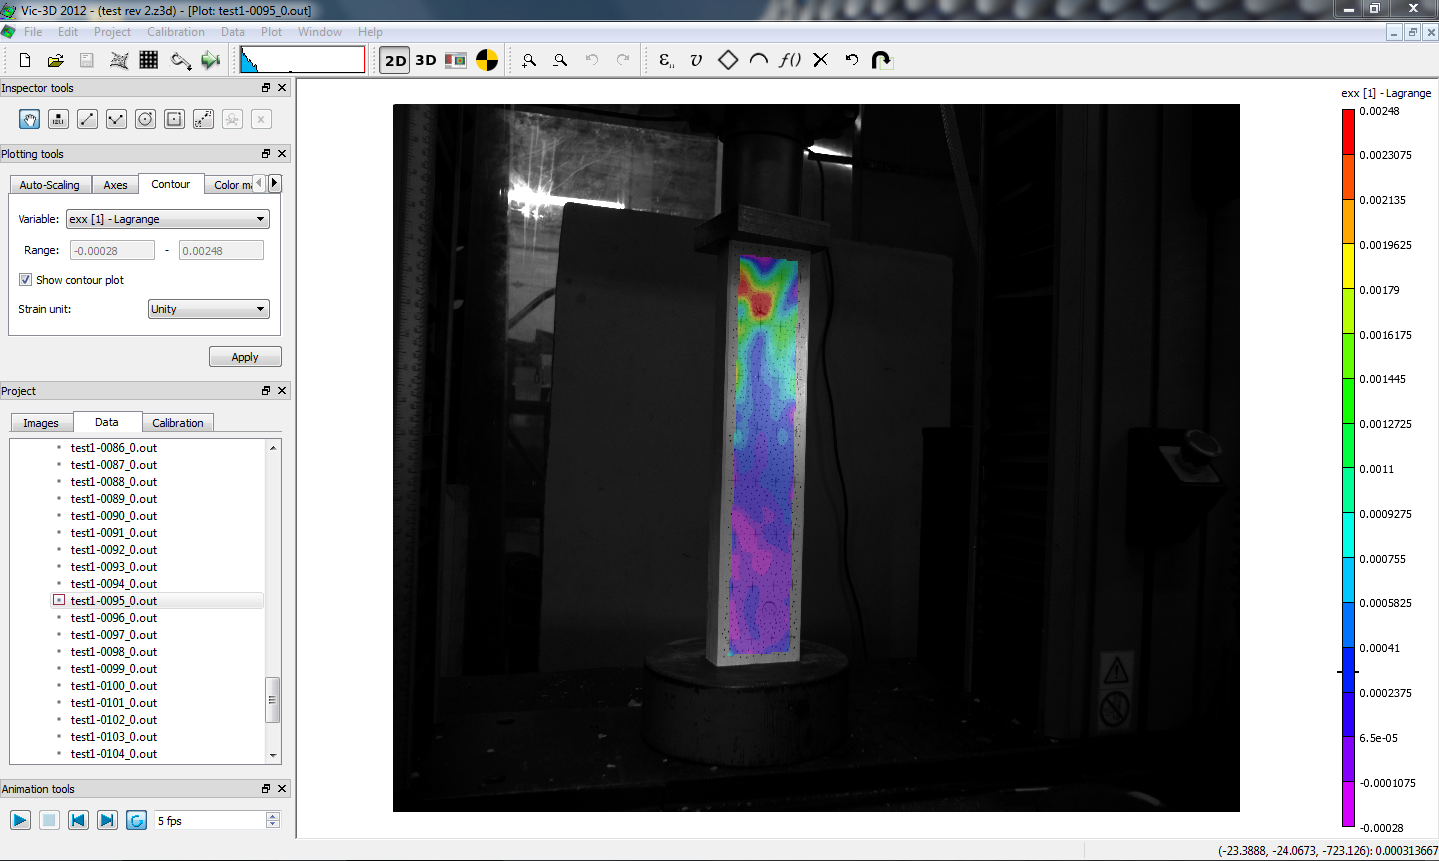 Vic-3D 2012 - (test rev 2.z3d) - [Plot: test1-0095_0.out]
File Edit Project Calibration Data Plot Window Help
2D 3D
Inspector tools
Plotting tools
Auto-Scaling Axes Contour Color ma
Variable: exx [1] - Lagrange
Range: -0.00028 - 0.00248
Show contour plot
Strain unit: Unity
Apply
Project
Images Data Calibration
test1-0086_0.out
test1-0087_0.out
test1-0088_0.out
test1-0089_0.out
test1-0090_0.out
test1-0091_0.out
test1-0092_0.out
test1-0093_0.out
test1-0094_0.out
test1-0095_0.out
test1-0096_0.out
test1-0097_0.out
test1-0098_0.out
test1-0099_0.out
test1-0100_0.out
test1-0101_0.out
test1-0102_0.out
test1-0103_0.out
test1-0104_0.out
Animation tools
5 fps
exx [1] - Lagrange
0.00248
0.0023075
0.002135
0.0019625
0.00179
0.0016175
0.001445
0.0012725
0.0011
0.0009275
0.000755
0.0005825
0.00041
0.0002375
6.5e-05
-0.0001075
-0.00028
(-23.3888, -24.0673, -723.126): 0.000313667